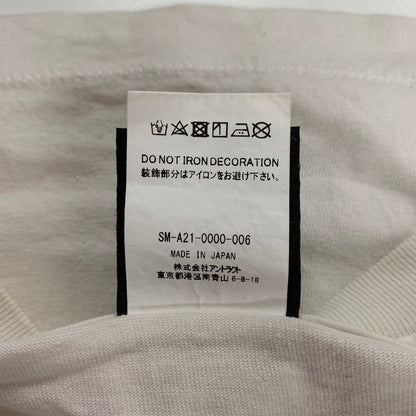 DO NOT IRON DECORATION
装飾部分はアイロンをお避け下さい。
SM-A21-0000-006
MADE IN JAPAN
株式会社アントラクト
東京都港区南青山 6-8-18